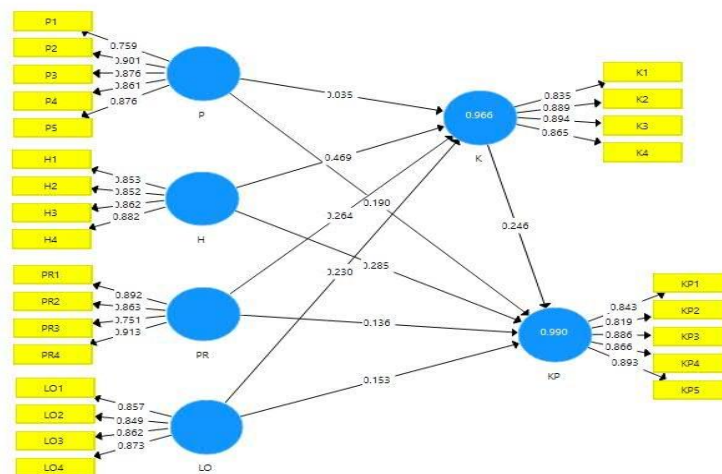 P1
P2
P3
P4
P5
0.759
0.901
0.876
0.861
0.876
P
H1
H2
H3
H4
0.853
0.852
0.862
0.882
H
PR1
PR2
PR3
PR4
0.892
0.863
0.751
0.913
PR
LO1
LO2
LO3
LO4
0.857
0.849
0.862
0.873
LO
0.035
0.469
0.264
0.230
0.190
0.285
0.136
0.153
0.246
0.966
K
0.835
0.889
0.894
0.865
K1
K2
K3
K4
0.990
KP
0.843
0.819
0.886
0.866
0.893
KP1
KP2
KP3
KP4
KP5